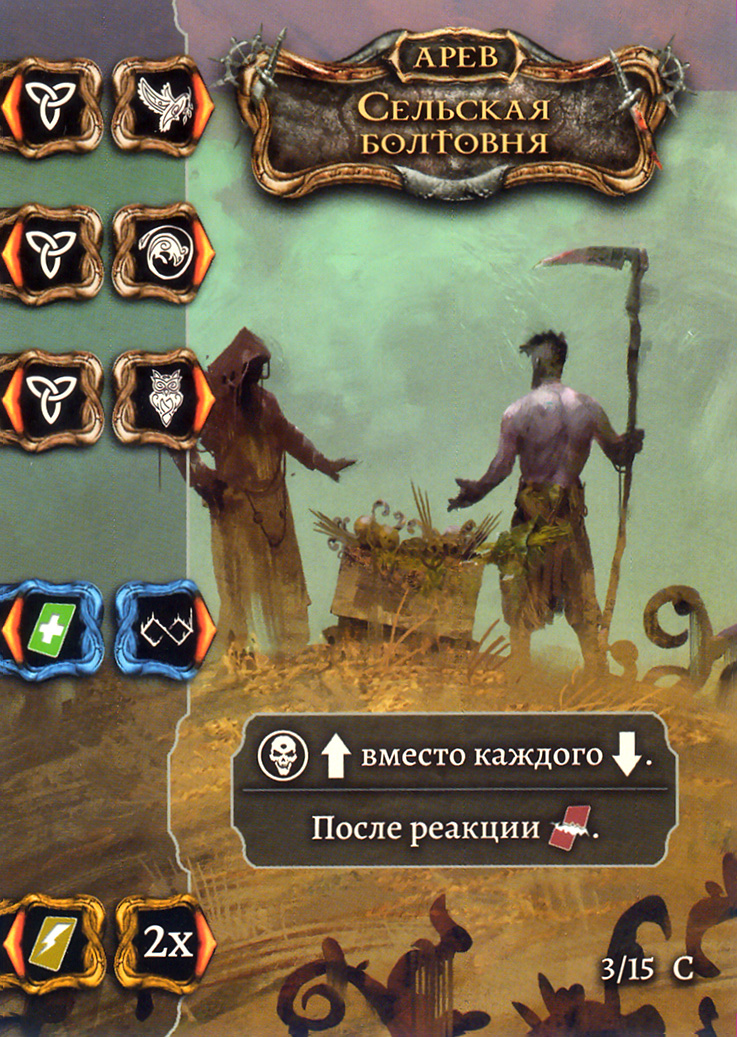 АРЕВ
СЕЛЬСКАЯ
БОЛТОВНЯ
вместо каждого .
После реакции .
2x
3/15 C